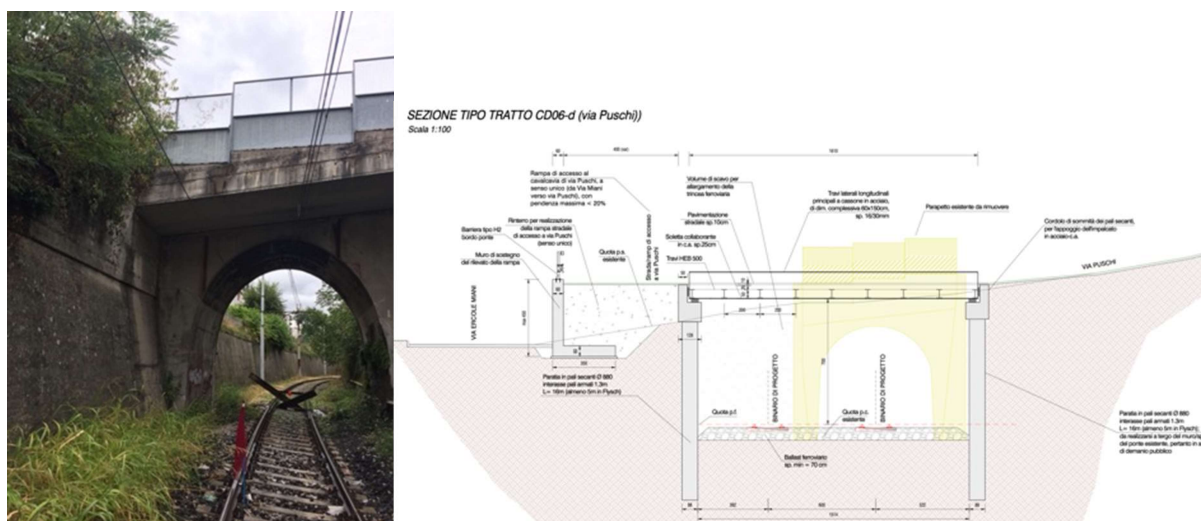 SEZIONE TIPO TRATTO CD06-d (via Puschi))
Scala 1:100
Rampa di accesso al
cavalcavia di via Puschi, a
senso unico (da Via Miani
verso via Puschi), con
pendenza massima < 20%
Rinterro per realizzazione
della rampa stradale
di accesso a via Puschi
(senso unico)
Barriera tipo H2
bordo ponte
Muro di sostegno
del rilevato della rampa
Quota p.s.
esistente
Strada/rampa di accesso
a via Puschi
Volume di scavo per
allargamento della
trincea ferroviaria
Pavimentazione
stradale sp.10cm
Soletta collaborante
in c.a. sp.25cm
Travi HEB 500
Travi laterali longitudinali
principali a cassone in acciaio,
di dim. complessiva 60x150cm,
sp. 16/30mm
Parapetto esistente da rimuovere
Cordolo di sommità dei pali secanti,
per l'appoggio dell'impalcato
in acciaio-c.a.
VIA PUSCHI
VIA ERCOLE MIANI
Paratia in pali secanti Ø 880
interasse pali armati 1.3m
L= 16m (almeno 5m in Flysch)
Quota p.f.
BINARIO DI PROGETTO
Quota p.c.
esistente
BINARIO DI PROGETTO
Ballast ferroviario
sp. min = 70 cm
Paratia in pali secanti Ø 880
interasse pali armati 1.3m
L= 16m (almeno 5m in Flysch)
da realizzarsi a tergo del muro/s
del ponte esistente, pertanto in a
di demanio pubblico